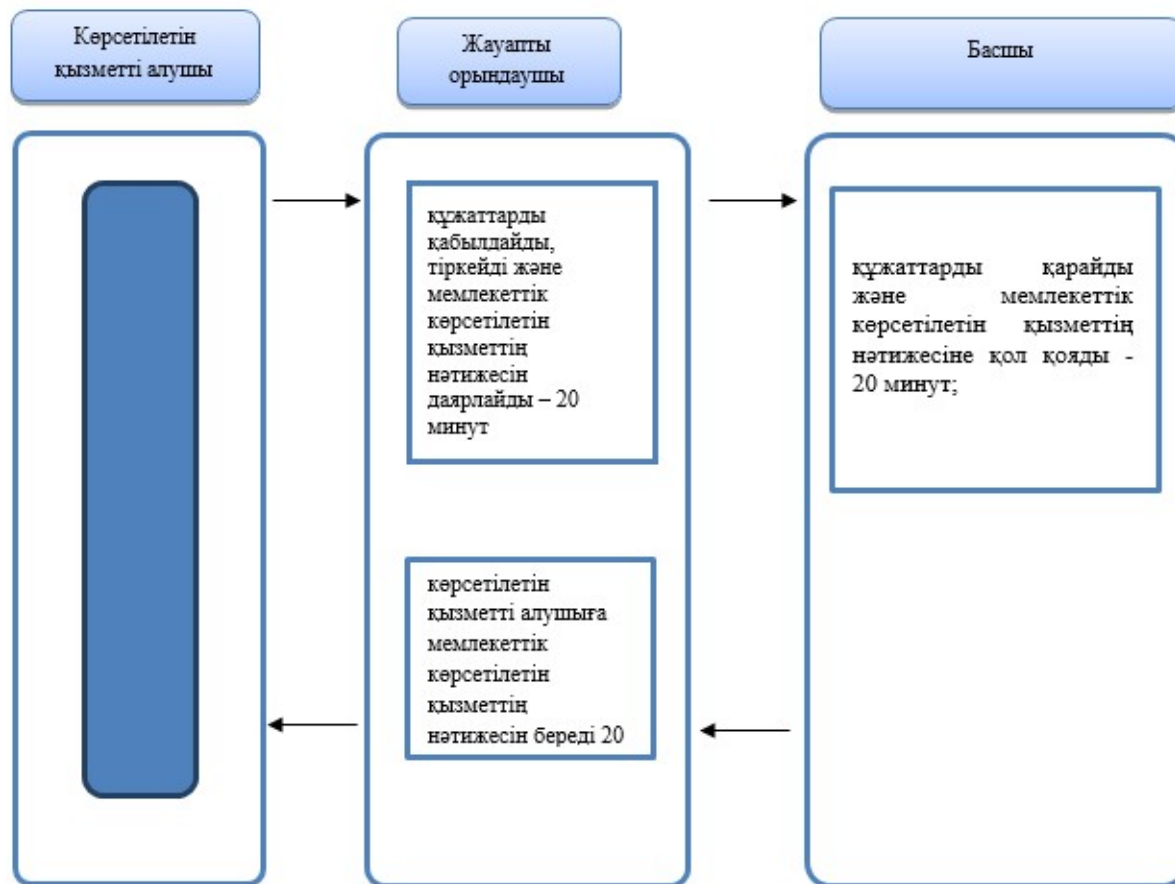 Көрсетілетін
қызметті алушы
Жауапты
орындаушы
Басшы
құжаттарды
қабылдайды,
тіркейді және
мемлекеттік
көрсетілетін
қызметтің
нәтижесін
даярлайды – 20
минут
құжаттарды қарайды
және мемлекеттік
көрсетілетін қызметтің
нәтижесіне қол қояды -
20 минут;
көрсетілетін
қызметті алушыға
мемлекеттік
көрсетілетін
қызметтің
нәтижесін береді 20